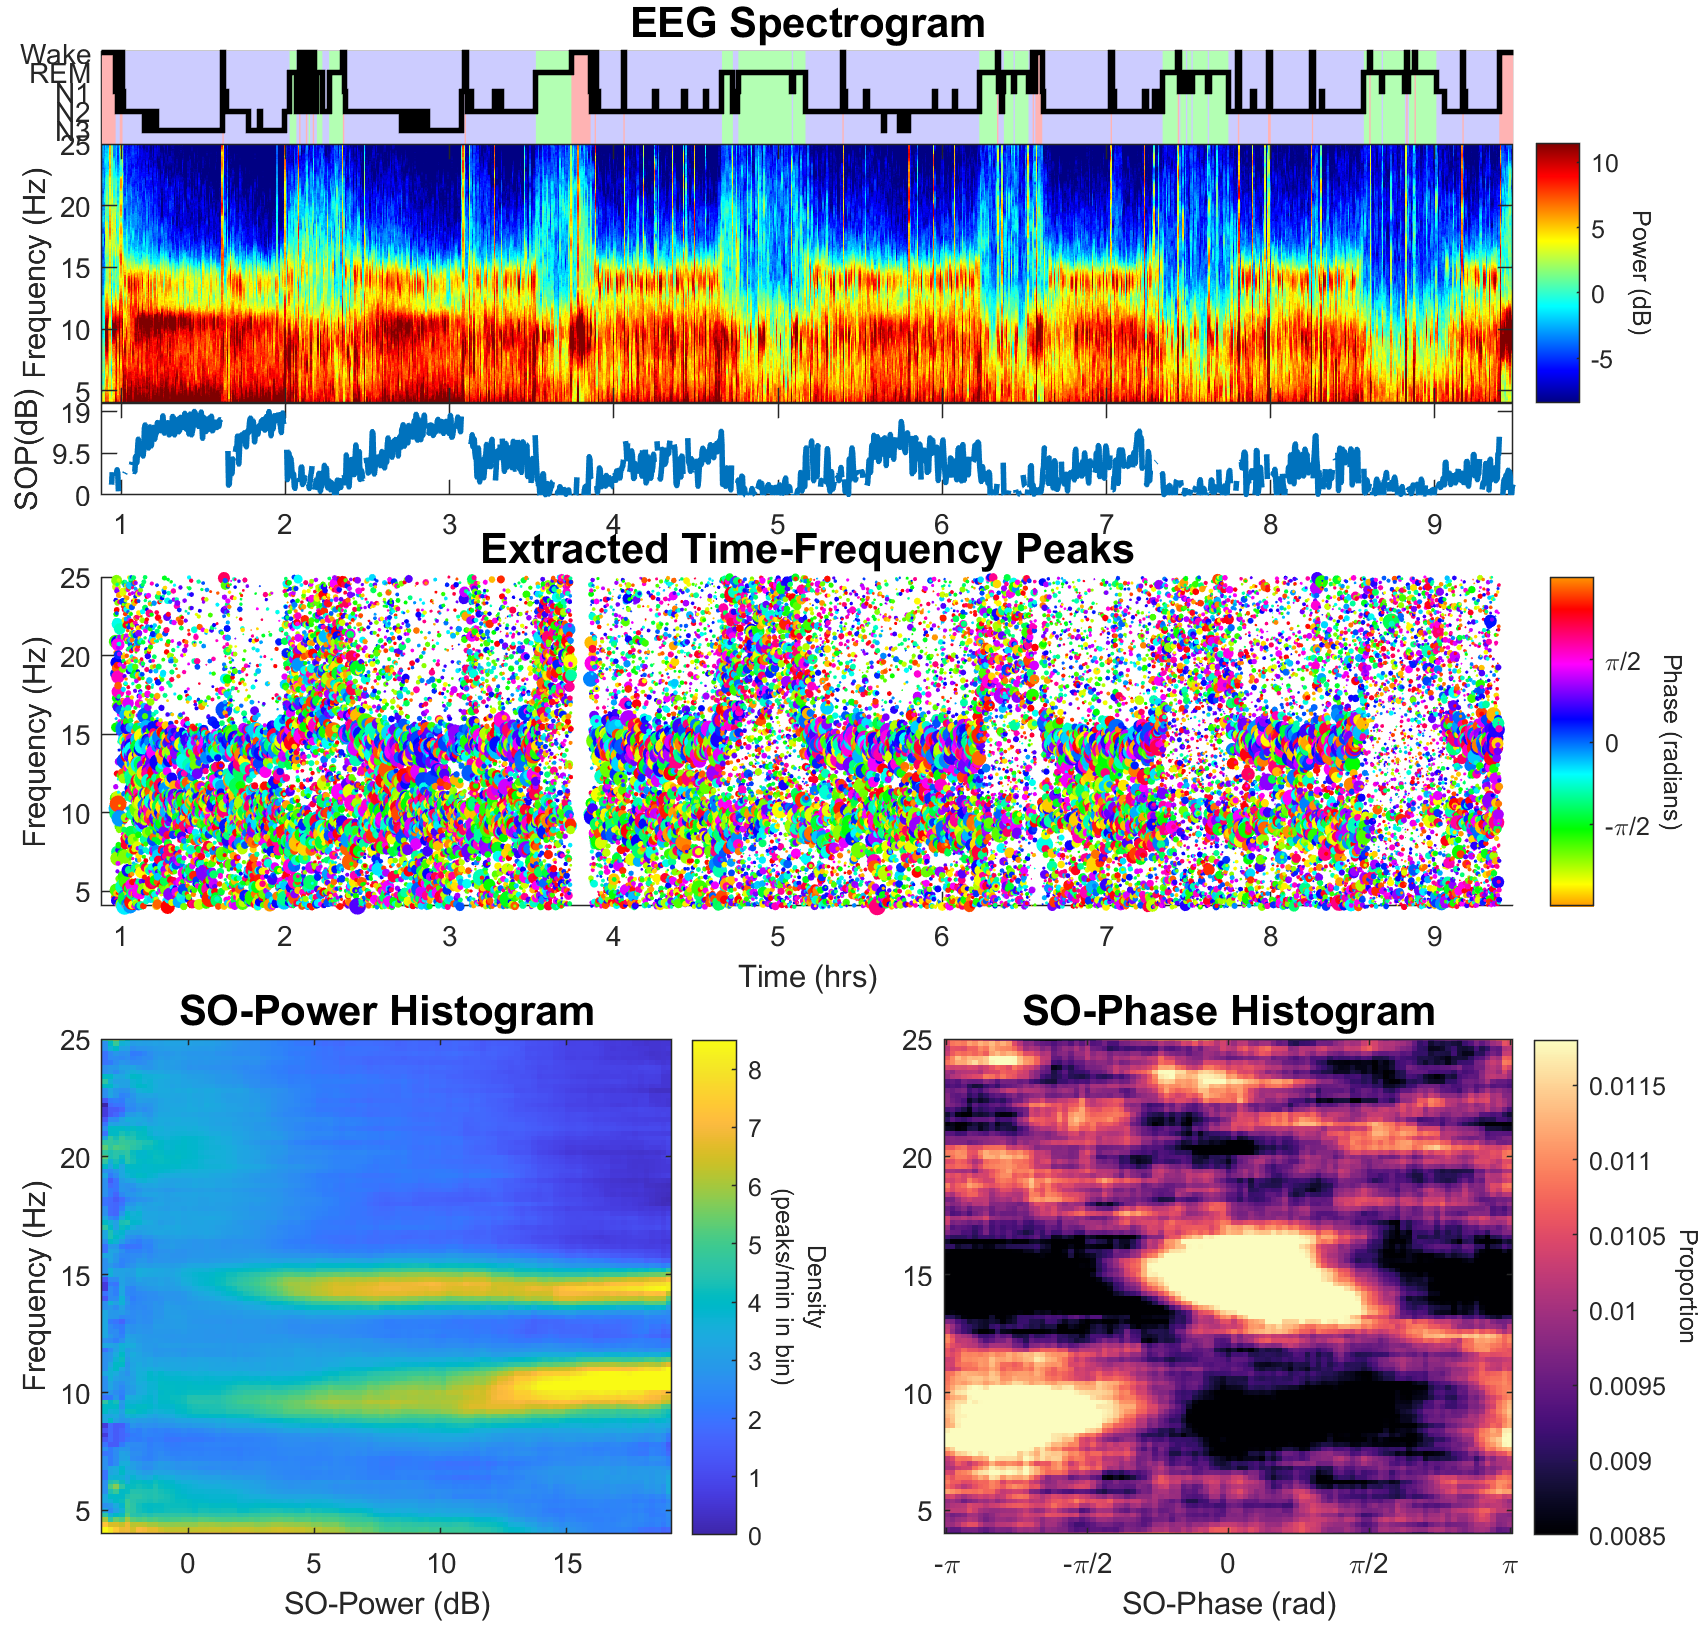 EEG Spectrogram
Wake
REM
N1
N2
N3
25
20
15
10
5
Frequency (Hz)
10
5
0
-5
Power (dB)
19
9.5
0
SOP(dB)
1 2 3 4 5 6 7 8 9
Extracted Time-Frequency Peaks
25
20
15
10
5
Frequency (Hz)
π/2
0
-π/2
Phase (radians)
1 2 3 4 5 6 7 8 9
Time (hrs)
SO-Power Histogram
25
20
15
10
5
Frequency (Hz)
0 5 10 15
SO-Power (dB)
8
7
6
5
4
3
2
1
0
Density
(peaks/min in bin)
SO-Phase Histogram
25
20
15
10
5
-π -π/2 0 π/2 π
SO-Phase (rad)
0.0115
0.011
0.0105
0.01
0.0095
0.009
0.0085
Proportion